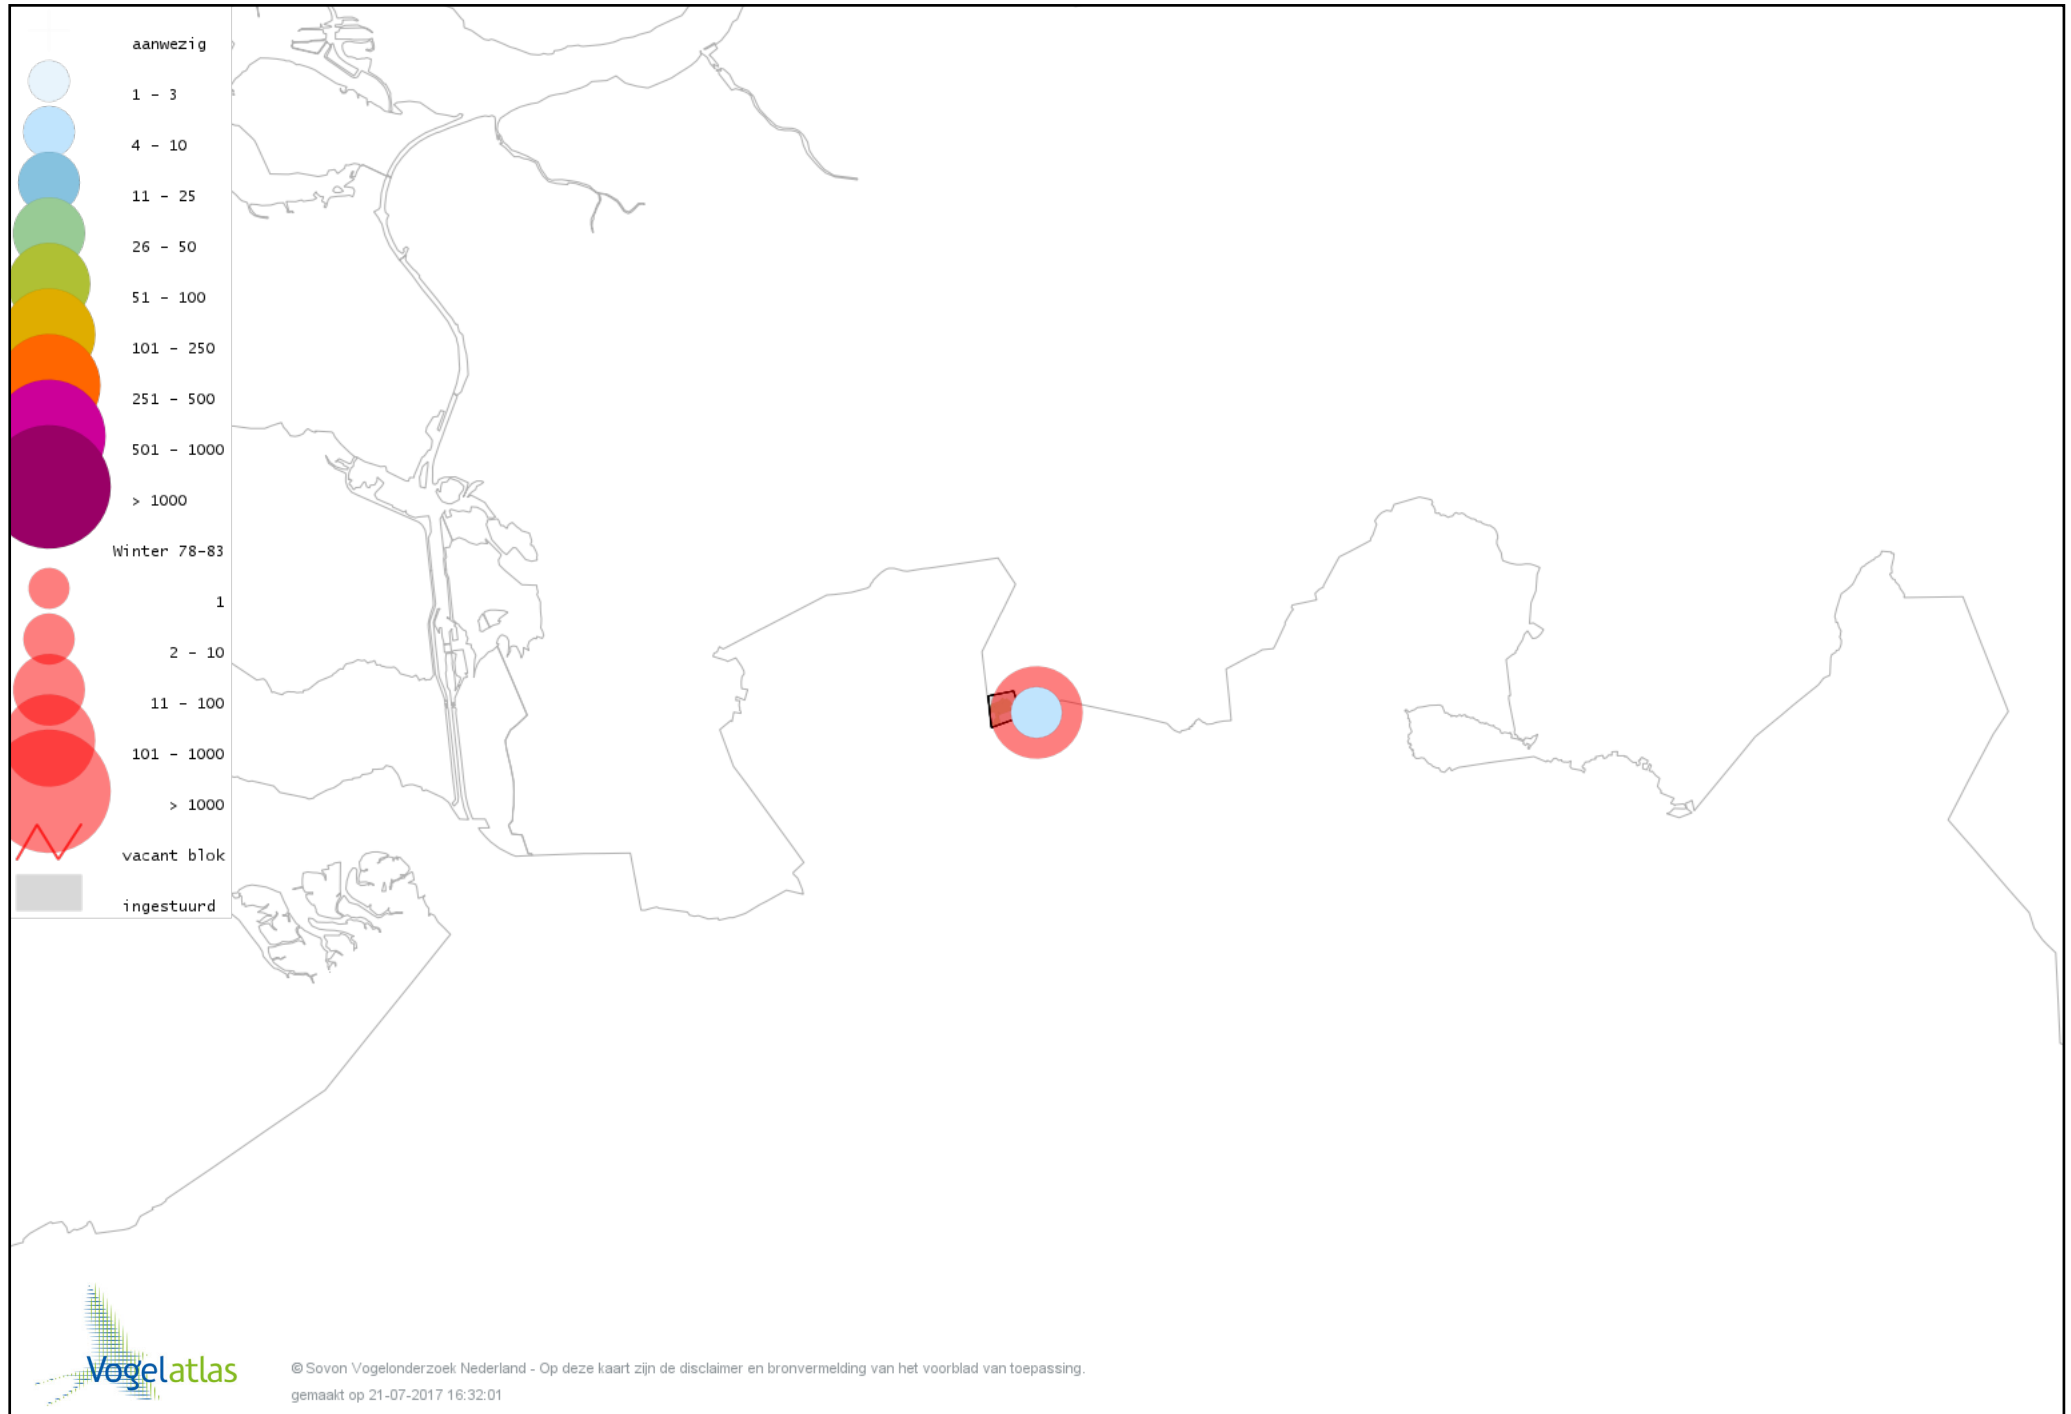 aanwezig
1 - 3
4 - 10
11 - 25
26 - 50
51 - 100
101 - 250
251 - 500
501 - 1000
> 1000
Winter 78-83
1
2 - 10
11 - 100
101 - 1000
> 1000
vacant blok
ingestuurd
Vogelatlas
© Sovon Vogelonderzoek Nederland - Op deze kaart zijn de disclaimer en bronvermelding van het voorblad van toepassing.
gemaakt op 21-07-2017 16:32:01